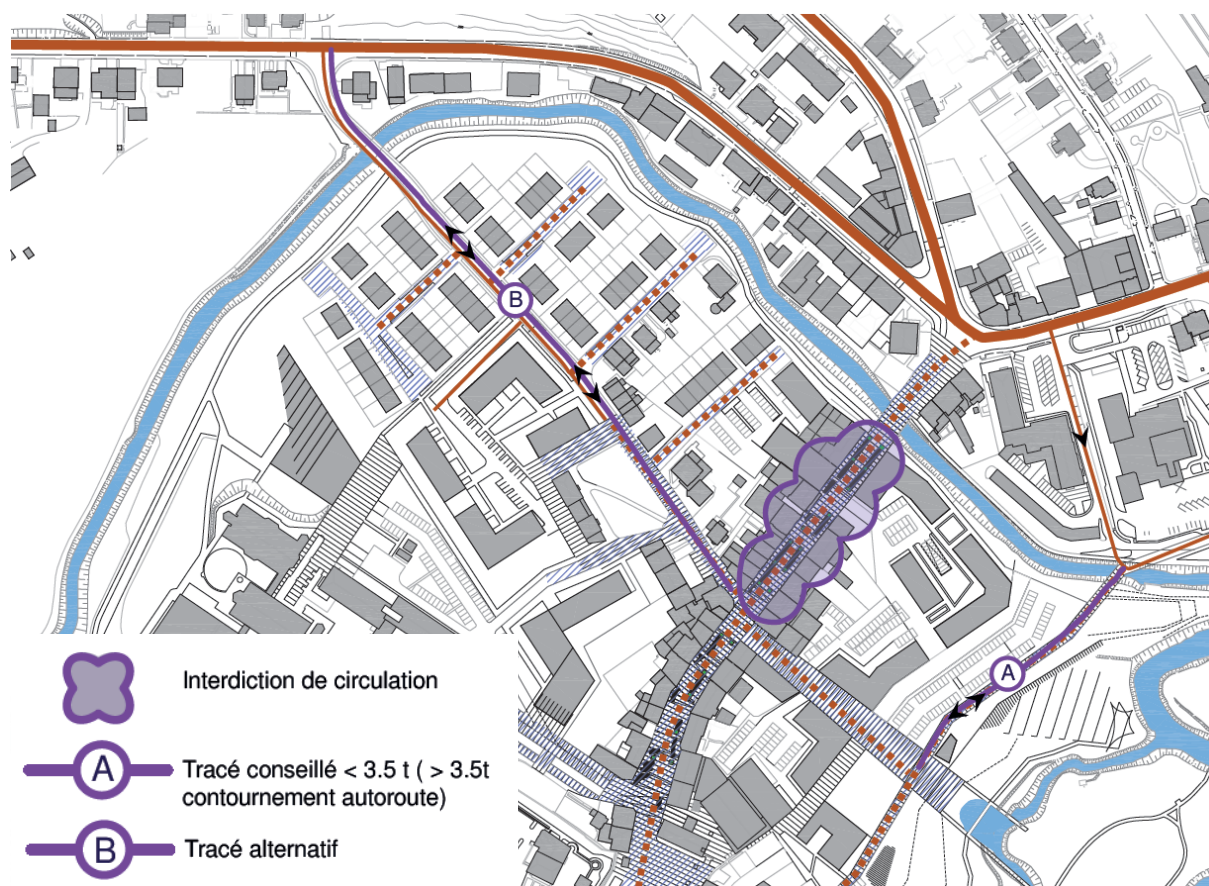 B
A
Interdiction de circulation
A
Tracé conseillé < 3.5 t ( > 3.5t
contournement autoroute)
B
Tracé alternatif